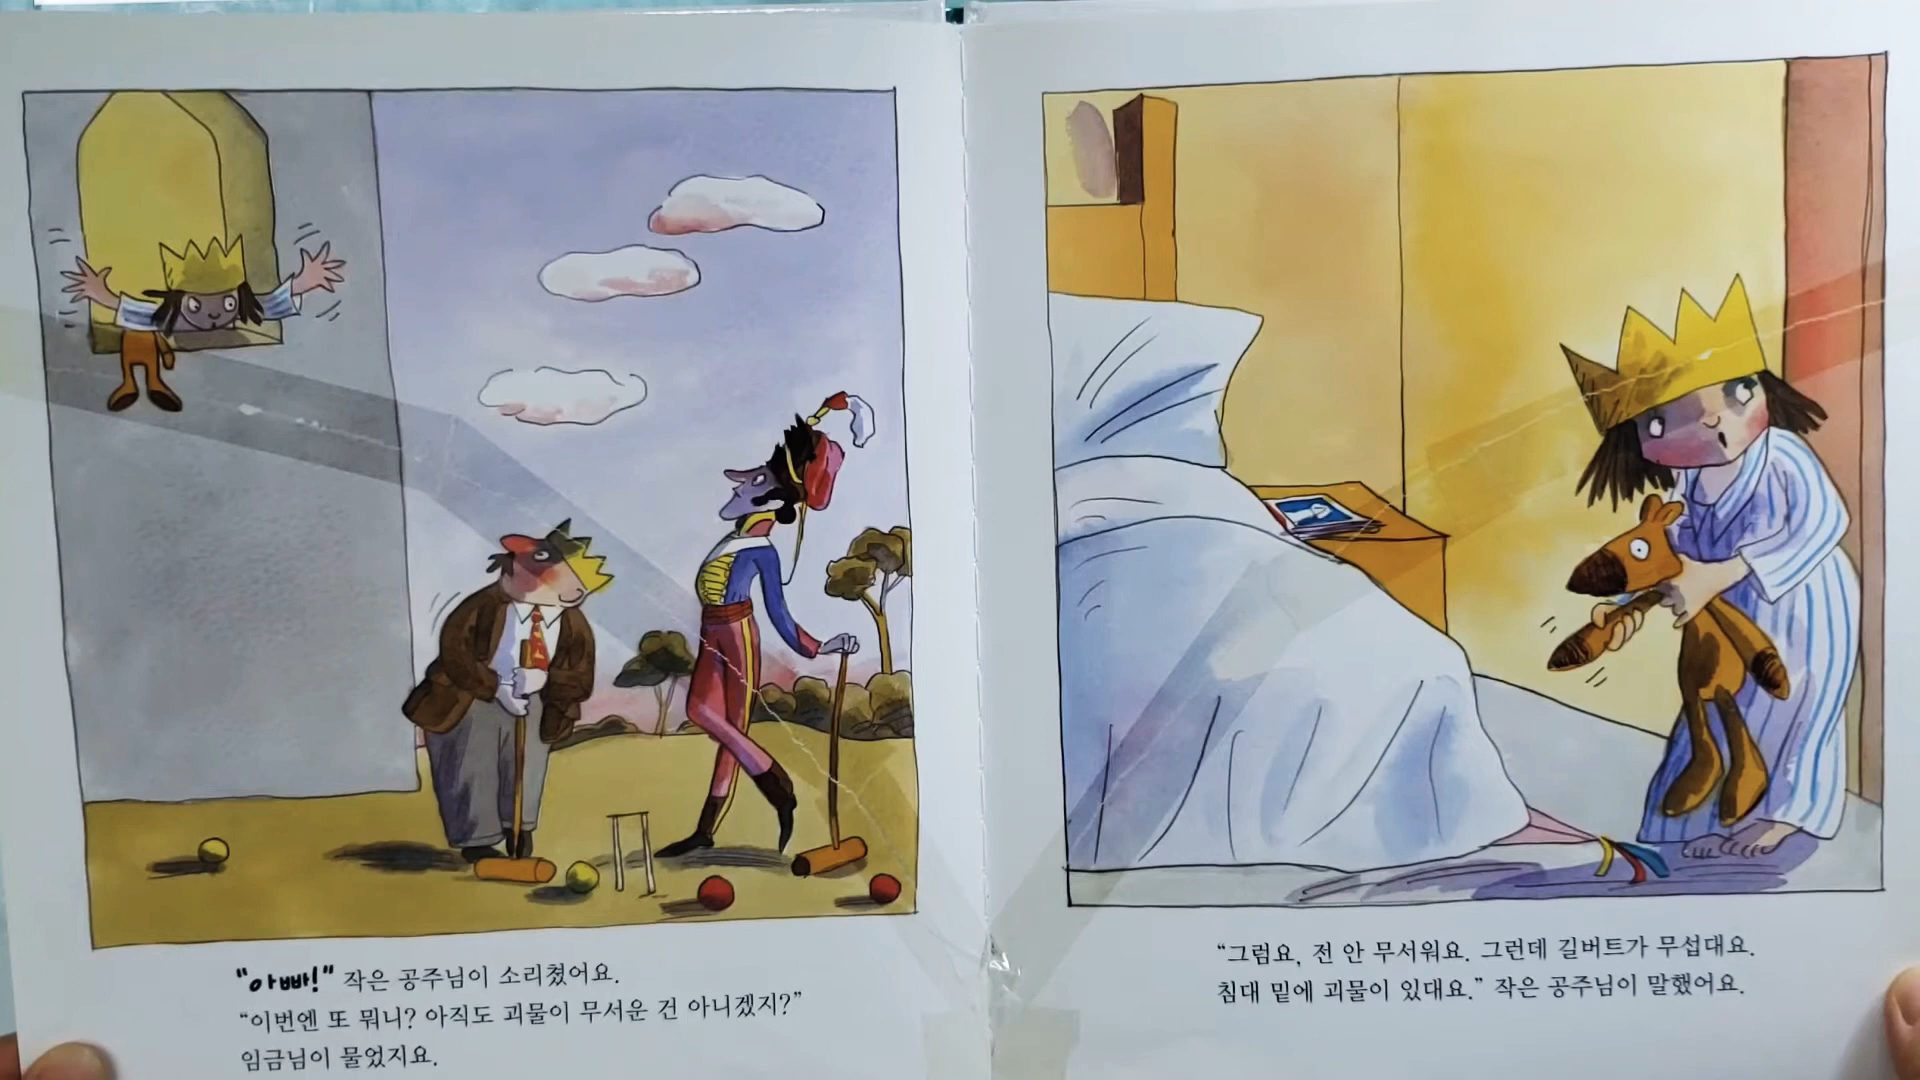 "아빠!" 작은 공주님이 소리쳤어요.
“이번엔 또 뭐니? 아직도 괴물이 무서운 건 아니겠지?”
임금님이 물었지요.
“그럼요, 전 안 무서워요. 그런데 길버트가 무섭대요.
침대 밑에 괴물이 있대요.” 작은 공주님이 말했어요.